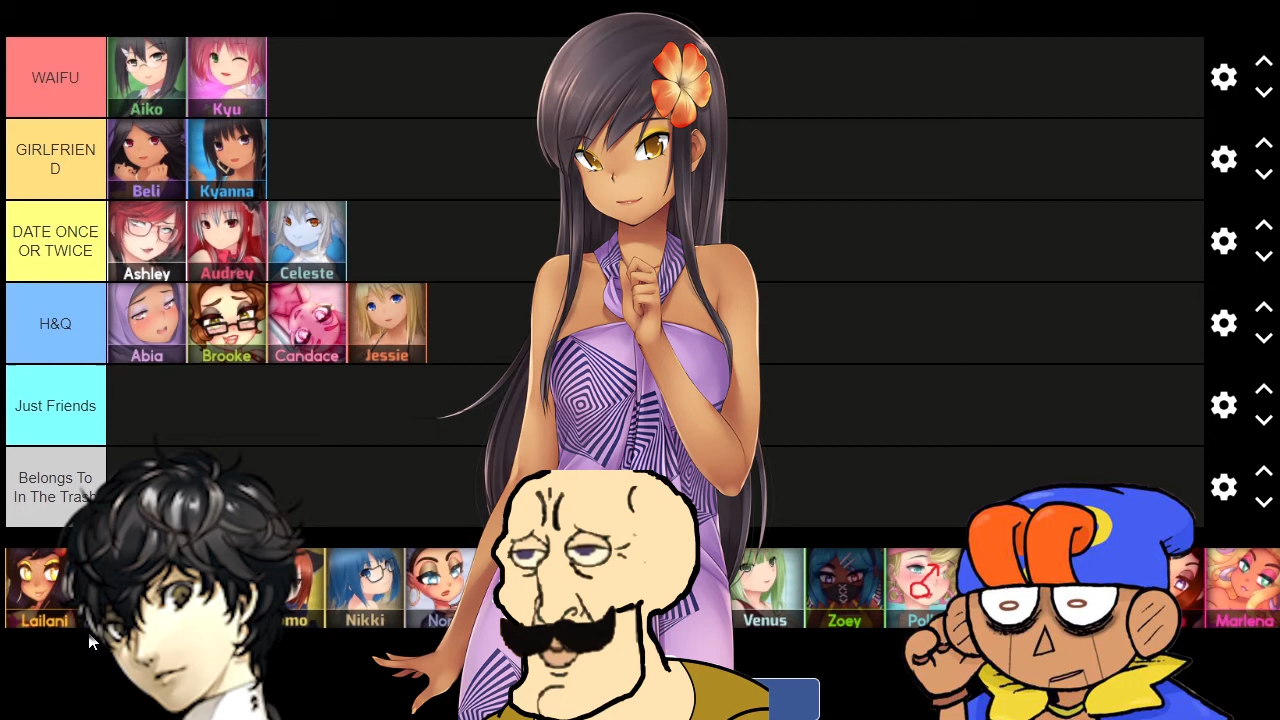 WAIFU
Aiko
Kyu
GIRLFRIEN
D
Beli
Kyanna
DATE ONCE
OR TWICE
Ashley
Audrey
Celeste
H&Q
Abia
Brooke
Candace
Jessie
Just Friends
Belongs To
In The Trash
Lailani
Nikki
Venus
Zoey
Marlena